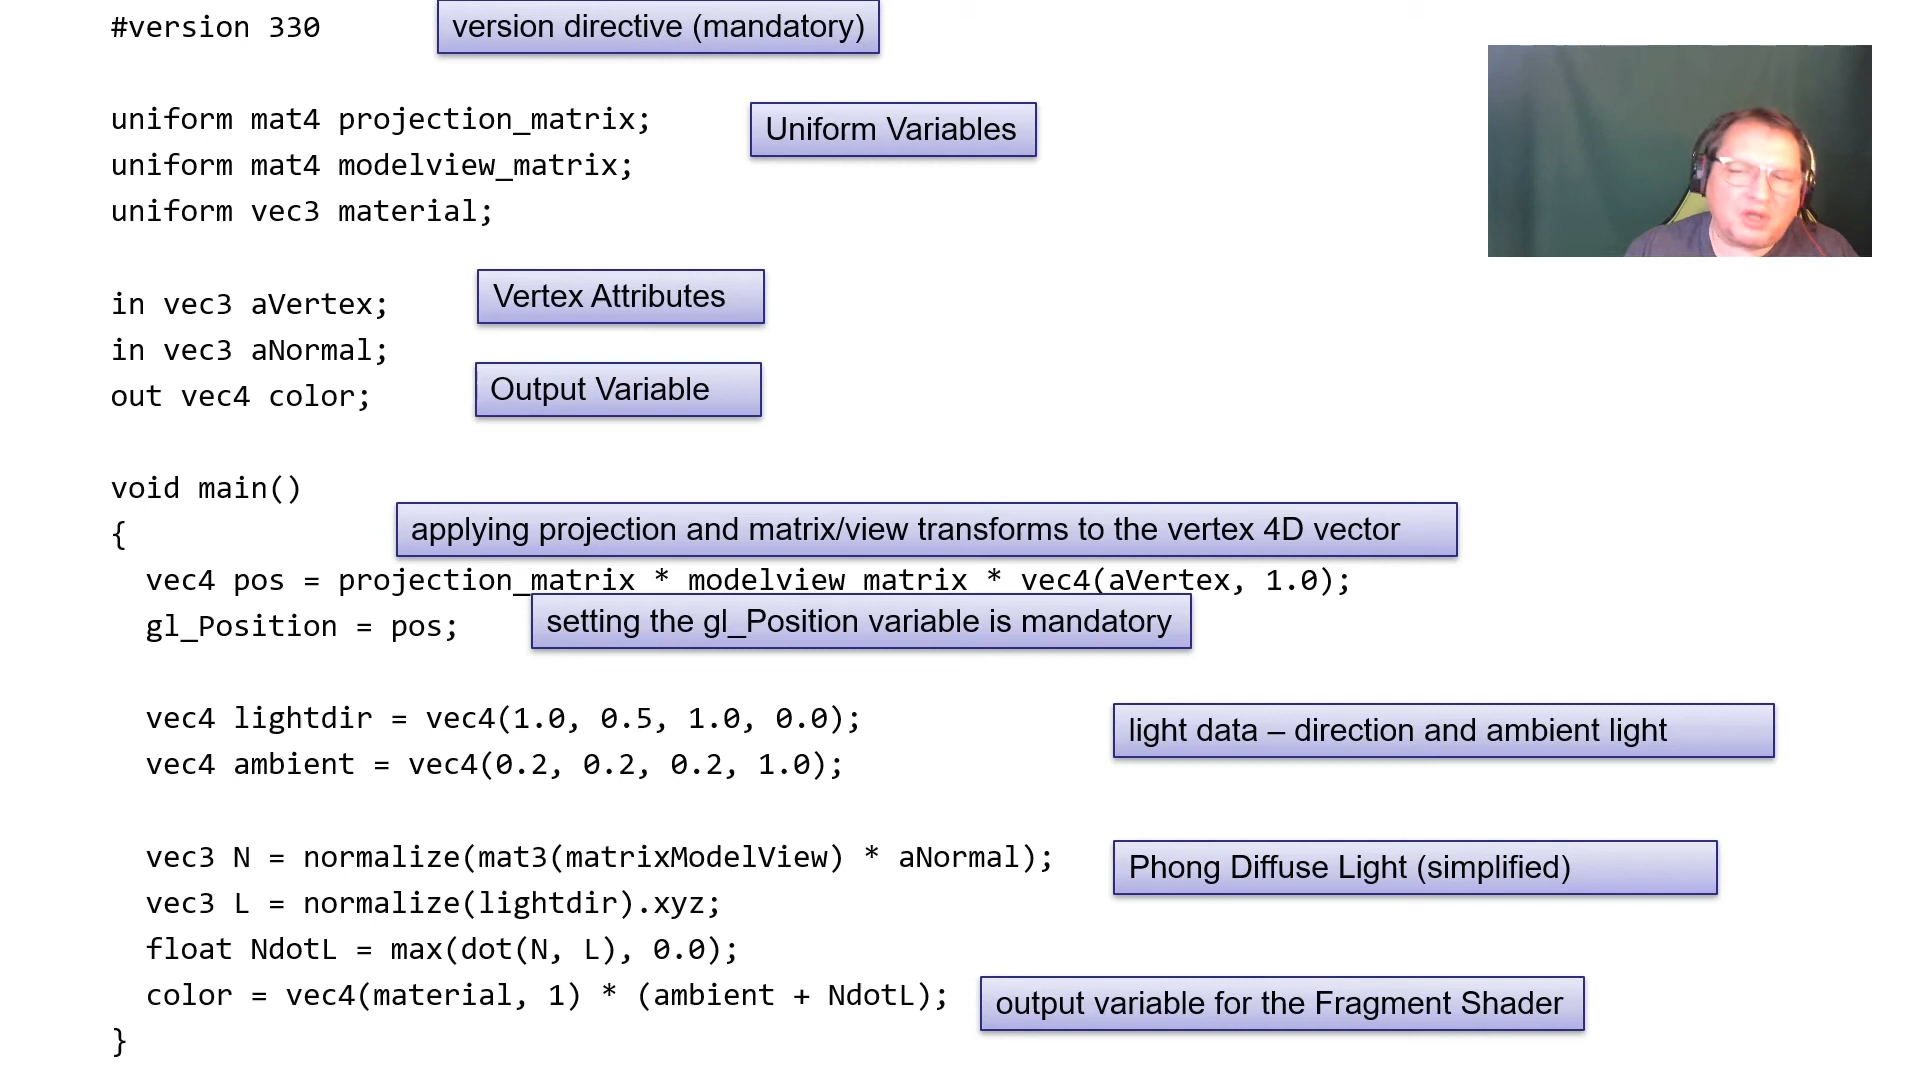 #version 330
version directive (mandatory)
uniform mat4 projection_matrix;
Uniform Variables
uniform mat4 modelview_matrix;
uniform vec3 material;
in vec3 aVertex;
Vertex Attributes
in vec3 aNormal;
out vec4 color;
Output Variable
void main()
{
applying projection and matrix/view transforms to the vertex 4D vector
vec4 pos = projection_matrix * modelview_matrix * vec4(aVertex, 1.0);
gl_Position = pos;
setting the gl_Position variable is mandatory
vec4 lightdir = vec4(1.0, 0.5, 1.0, 0.0);
light data – direction and ambient light
vec4 ambient = vec4(0.2, 0.2, 0.2, 1.0);
vec3 N = normalize(mat3(matrixModelView) * aNormal);
Phong Diffuse Light (simplified)
vec3 L = normalize(lightdir).xyz;
float NdotL = max(dot(N, L), 0.0);
color = vec4(material, 1) * (ambient + NdotL);
output variable for the Fragment Shader
}